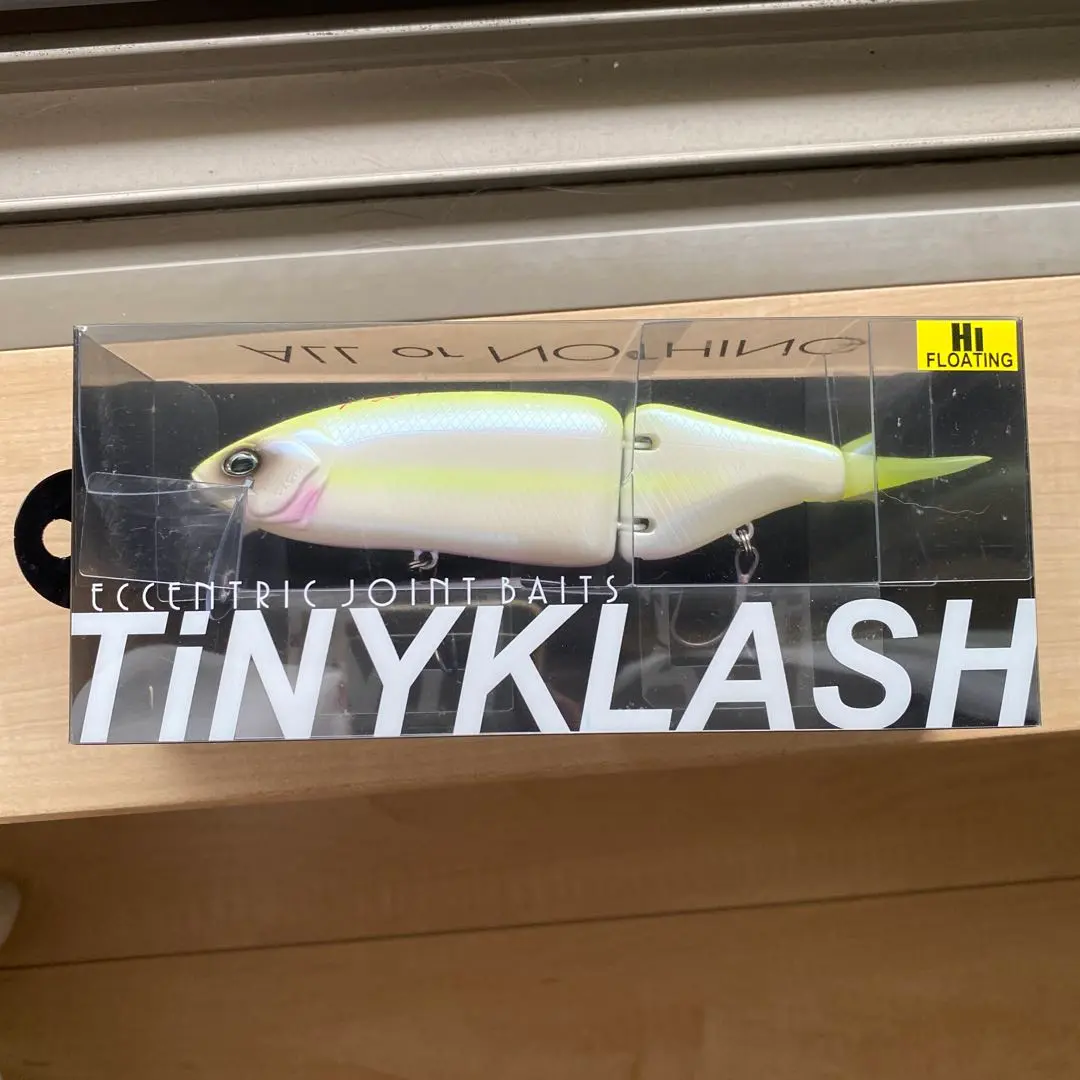 ALL OR NOTHING
HI
FLOATING
ECCENTRIC JOINT BAITS
TiNYKLASH